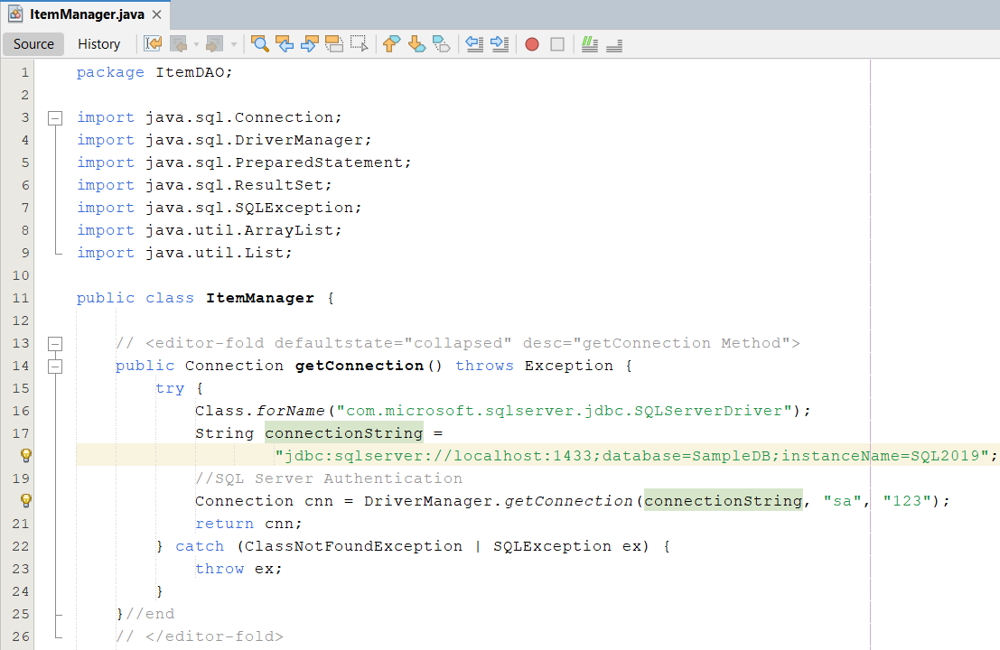 ItemManager.java
Source History
1 package ItemDAO;
2
3 import java.sql.Connection;
4 import java.sql.DriverManager;
5 import java.sql.PreparedStatement;
6 import java.sql.ResultSet;
7 import java.sql.SQLException;
8 import java.util.ArrayList;
9 import java.util.List;
10
11 public class ItemManager {
12
13 // <editor-fold defaultstate="collapsed" desc="getConnection Method">
14 public Connection getConnection() throws Exception {
15 try {
16 Class.forName("com.microsoft.sqlserver.jdbc.SQLServerDriver");
17 String connectionString =
"jdbc:sqlserver://localhost:1433;database=SampleDB;instanceName=SQL2019";
19 //SQL Server Authentication
Connection cnn = DriverManager.getConnection(connectionString, "sa", "123");
21 return cnn;
22 } catch (ClassNotFoundException | SQLException ex) {
23 throw ex;
24 }
25 }//end
26 // </editor-fold>